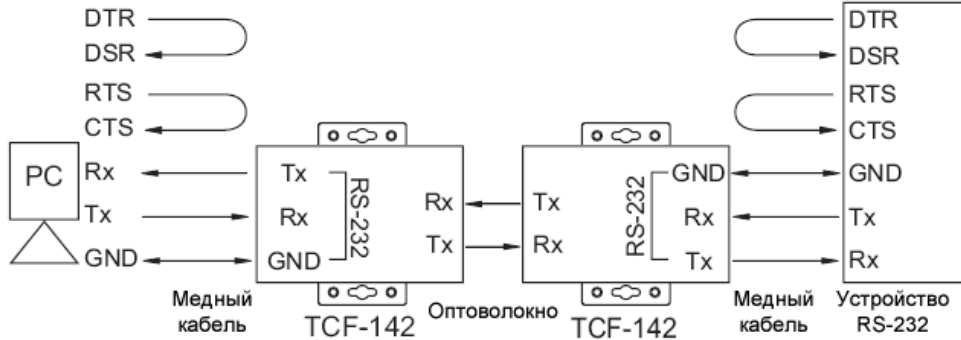 DTR
DSR
RTS
CTS
PC
Rx
Tx
GND
Tx
Rx
GND
RS-232
Rx
Tx
Медный
кабель
TCF-142
Оптоволокно
Tx
Rx
RS-232
GND
Rx
Tx
TCF-142
Медный
кабель
DTR
DSR
RTS
CTS
GND
Tx
Rx
Устройство
RS-232